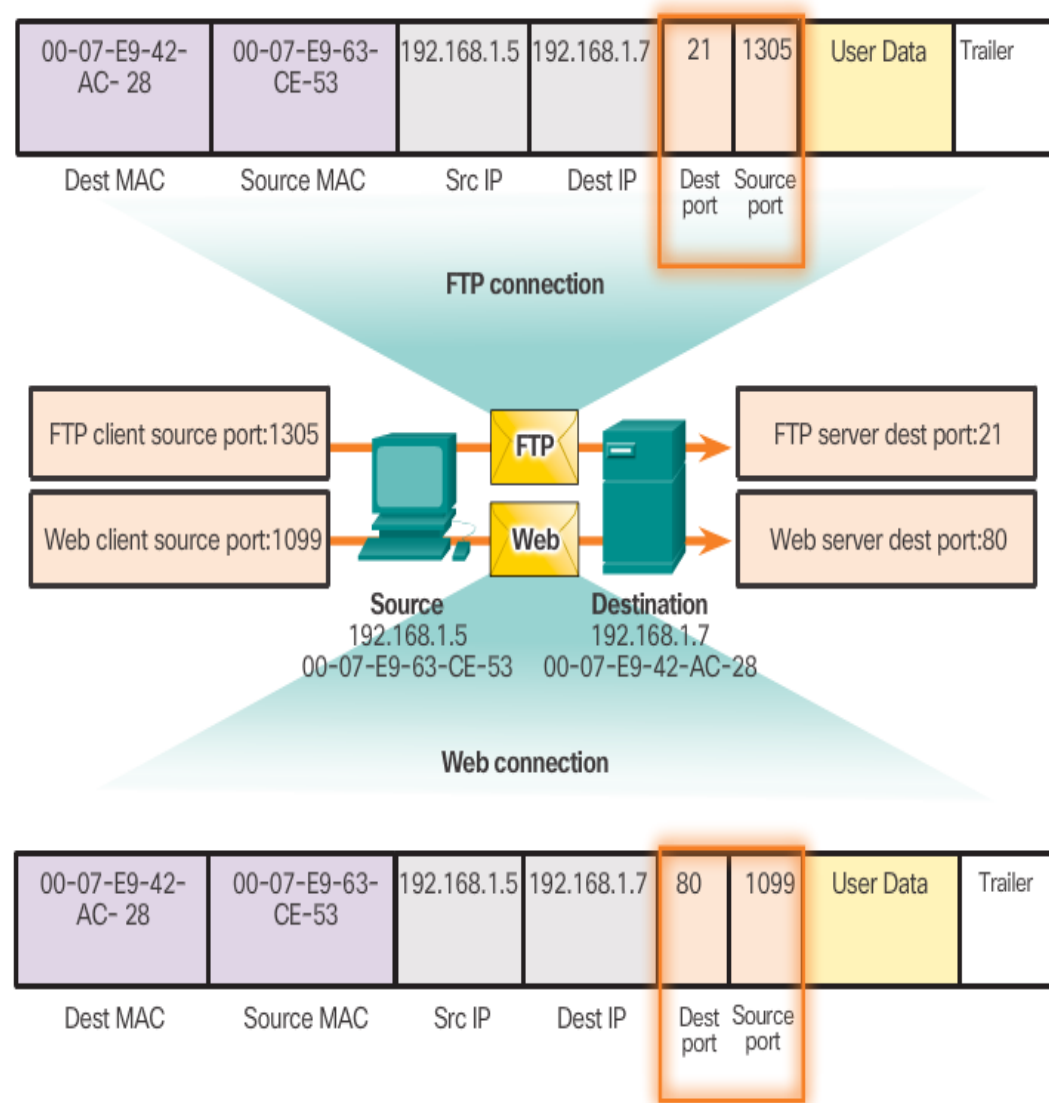 00-07-E9-42-
AC- 28
00-07-E9-63-
CE-53
192.168.1.5
192.168.1.7
21
1305
User Data
Trailer
Dest MAC
Source MAC
Src IP
Dest IP
Dest
port
Source
port
FTP connection
FTP client source port:1305
FTP
FTP server dest port:21
Web client source port:1099
Web
Web server dest port:80
Source
192.168.1.5
00-07-E9-63-CE-53
Destination
192.168.1.7
00-07-E9-42-AC-28
Web connection
00-07-E9-42-
AC- 28
00-07-E9-63-
CE-53
192.168.1.5
192.168.1.7
80
1099
User Data
Trailer
Dest MAC
Source MAC
Src IP
Dest IP
Dest
port
Source
port